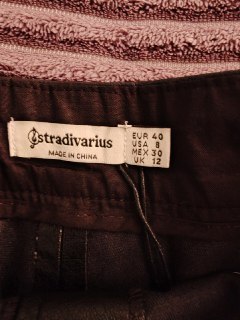 stradivarius
MADE IN CHINA
EUR 40
USA 8
MEX 30
UK 12